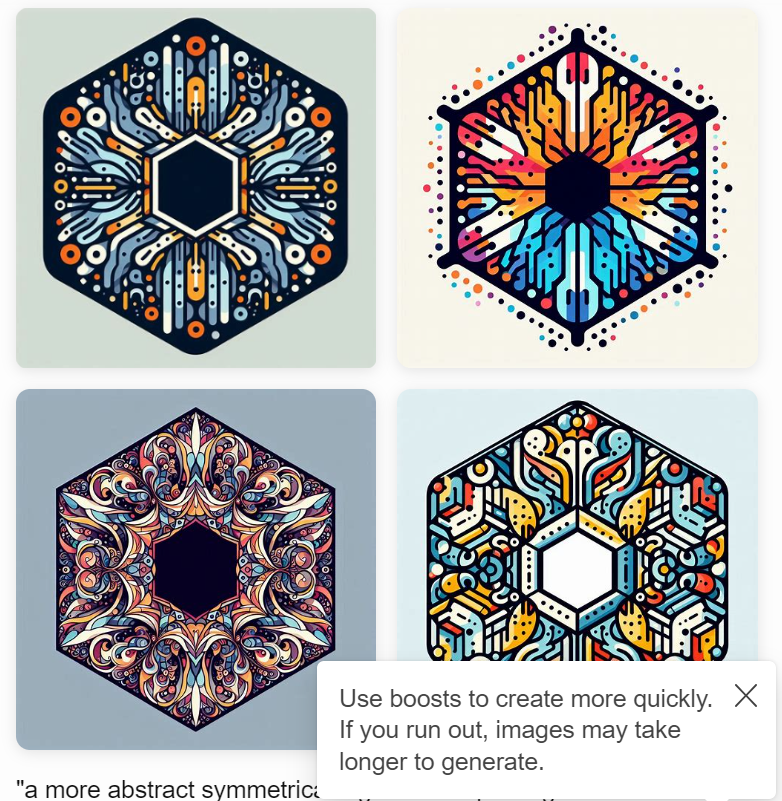 Use boosts to create more quickly.
If you run out, images may take
longer to generate.
"a more abstract symmetrica